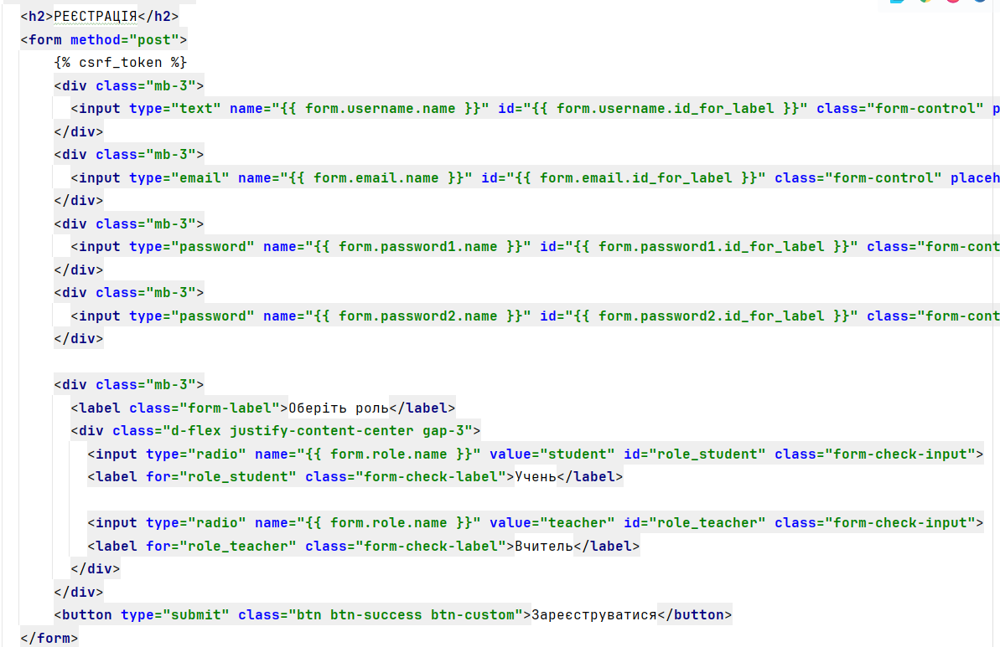 <h2>РЕЄСТРАЦІЯ</h2>
<form method="post">
{% csrf_token %}
<div class="mb-3">
<input type="text" name="{{ form.username.name }}" id="{{ form.username.id_for_label }}" class="form-control" p
</div>
<div class="mb-3">
<input type="email" name="{{ form.email.name }}" id="{{ form.email.id_for_label }}" class="form-control" placeh
</div>
<div class="mb-3">
<input type="password" name="{{ form.password1.name }}" id="{{ form.password1.id_for_label }}" class="form-cont
</div>
<div class="mb-3">
<input type="password" name="{{ form.password2.name }}" id="{{ form.password2.id_for_label }}" class="form-cont
</div>
<div class="mb-3">
<label class="form-label">Оберіть роль</label>
<div class="d-flex justify-content-center gap-3">
<input type="radio" name="{{ form.role.name }}" value="student" id="role_student" class="form-check-input">
<label for="role_student" class="form-check-label">Учень</label>
<input type="radio" name="{{ form.role.name }}" value="teacher" id="role_teacher" class="form-check-input">
<label for="role_teacher" class="form-check-label">Вчитель</label>
</div>
</div>
<button type="submit" class="btn btn-success btn-custom">Зареєструватися</button>
</form>